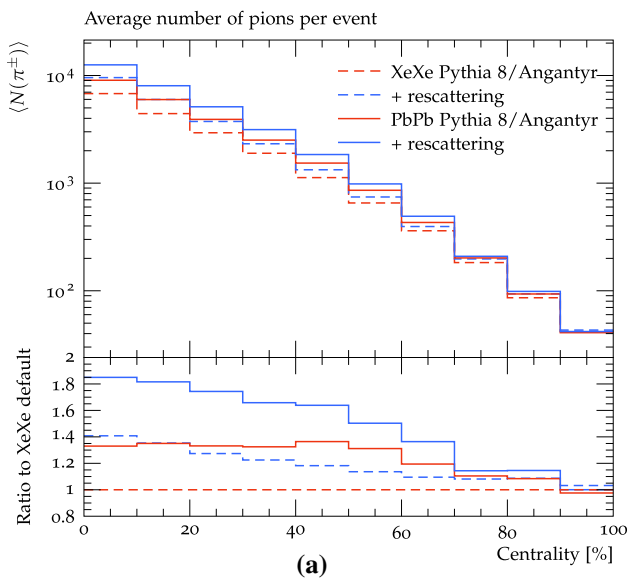 Average number of pions per event
⟨N(π±)⟩
10⁴
10³
10²
XeXe Pythia 8/Angantyr
+ rescattering
PbPb Pythia 8/Angantyr
+ rescattering
Ratio to XeXe default
2
1.8
1.6
1.4
1.2
1
0.8
0 20 40 60 80 100
Centrality [%]
(a)